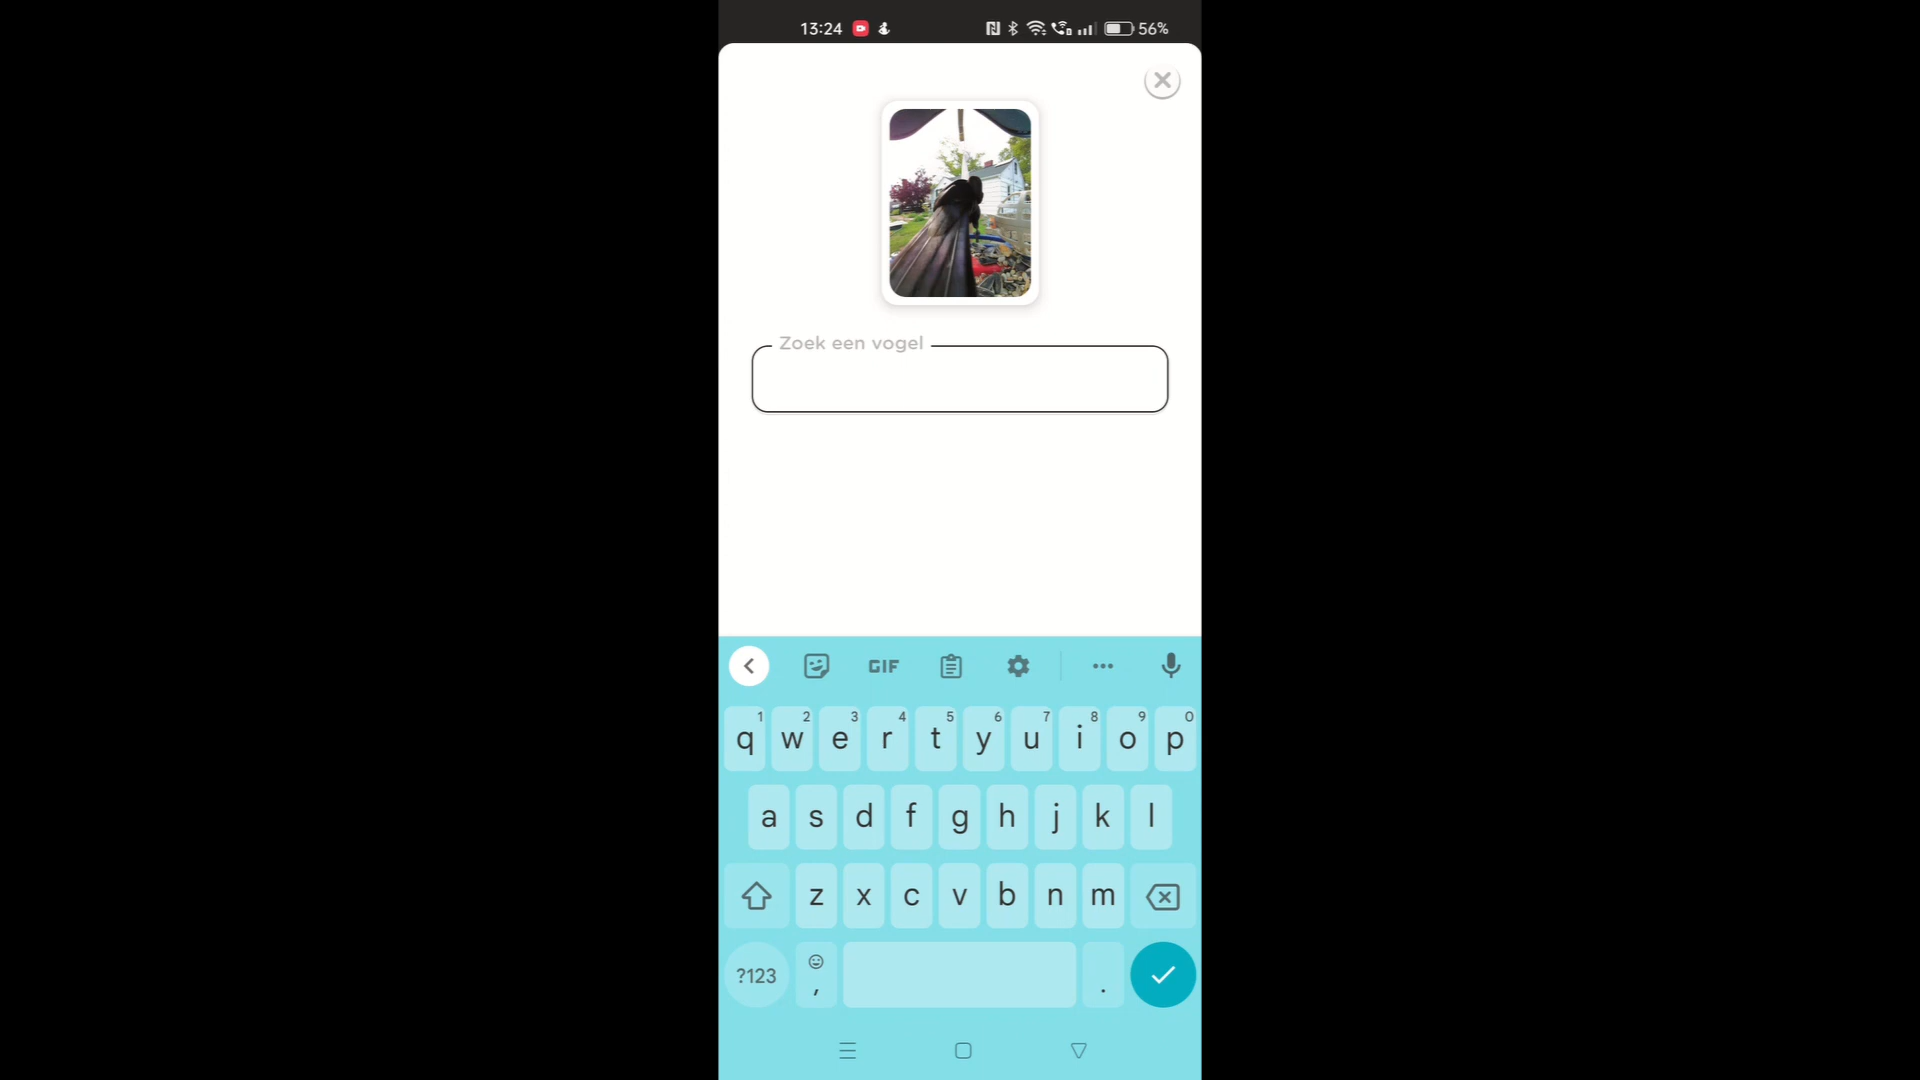 13:24 56%
Zoek een vogel
GIF
1 2 3 4 5 6 7 8 9 0
q w e r t y u i o p
a s d f g h j k l
z x c v b n m
?123 , .